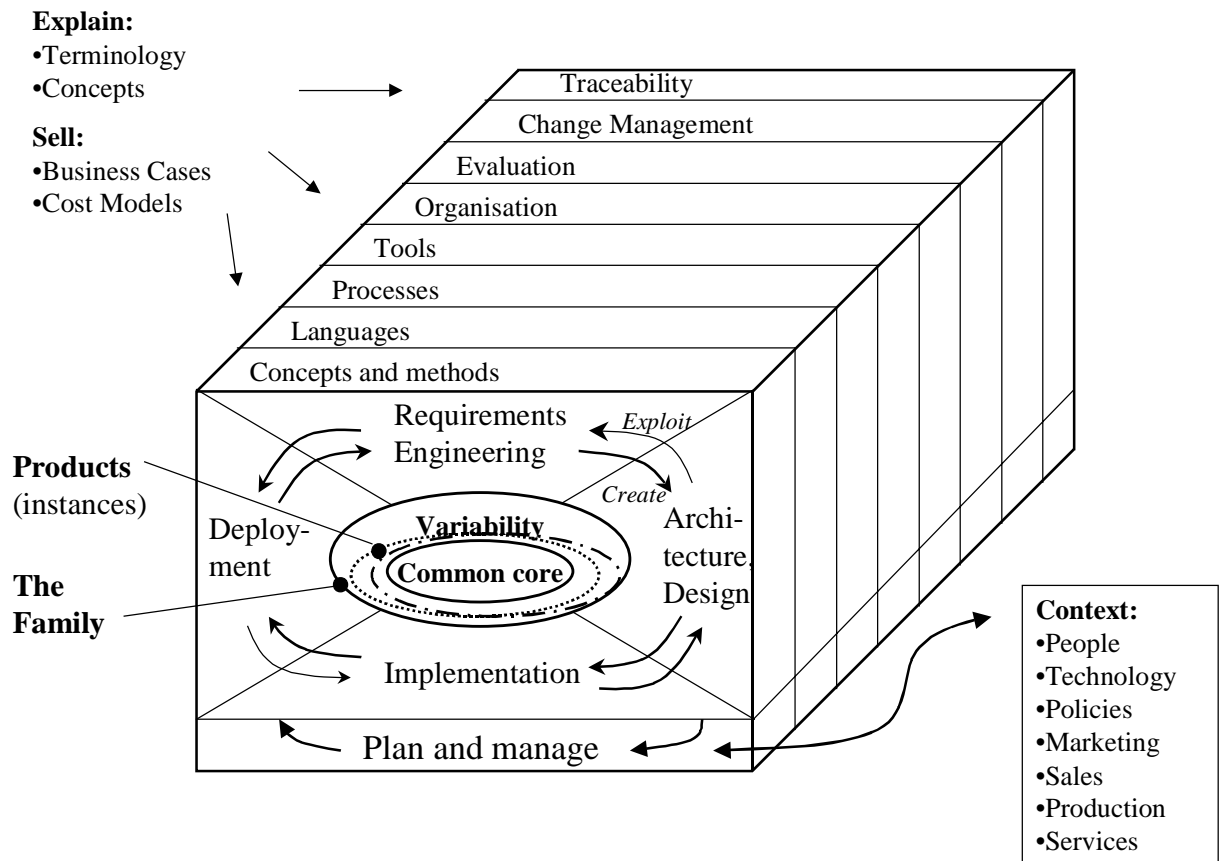 Explain:
•Terminology
•Concepts
Sell:
•Business Cases
•Cost Models
Traceability
Change Management
Evaluation
Organisation
Tools
Processes
Languages
Concepts and methods
Requirements
Engineering
Exploit
Create
Products
(instances)
The
Family
Deploy-
ment
Variability
Common core
Archi-
tecture,
Design
Implementation
Plan and manage
Context:
•People
•Technology
•Policies
•Marketing
•Sales
•Production
•Services